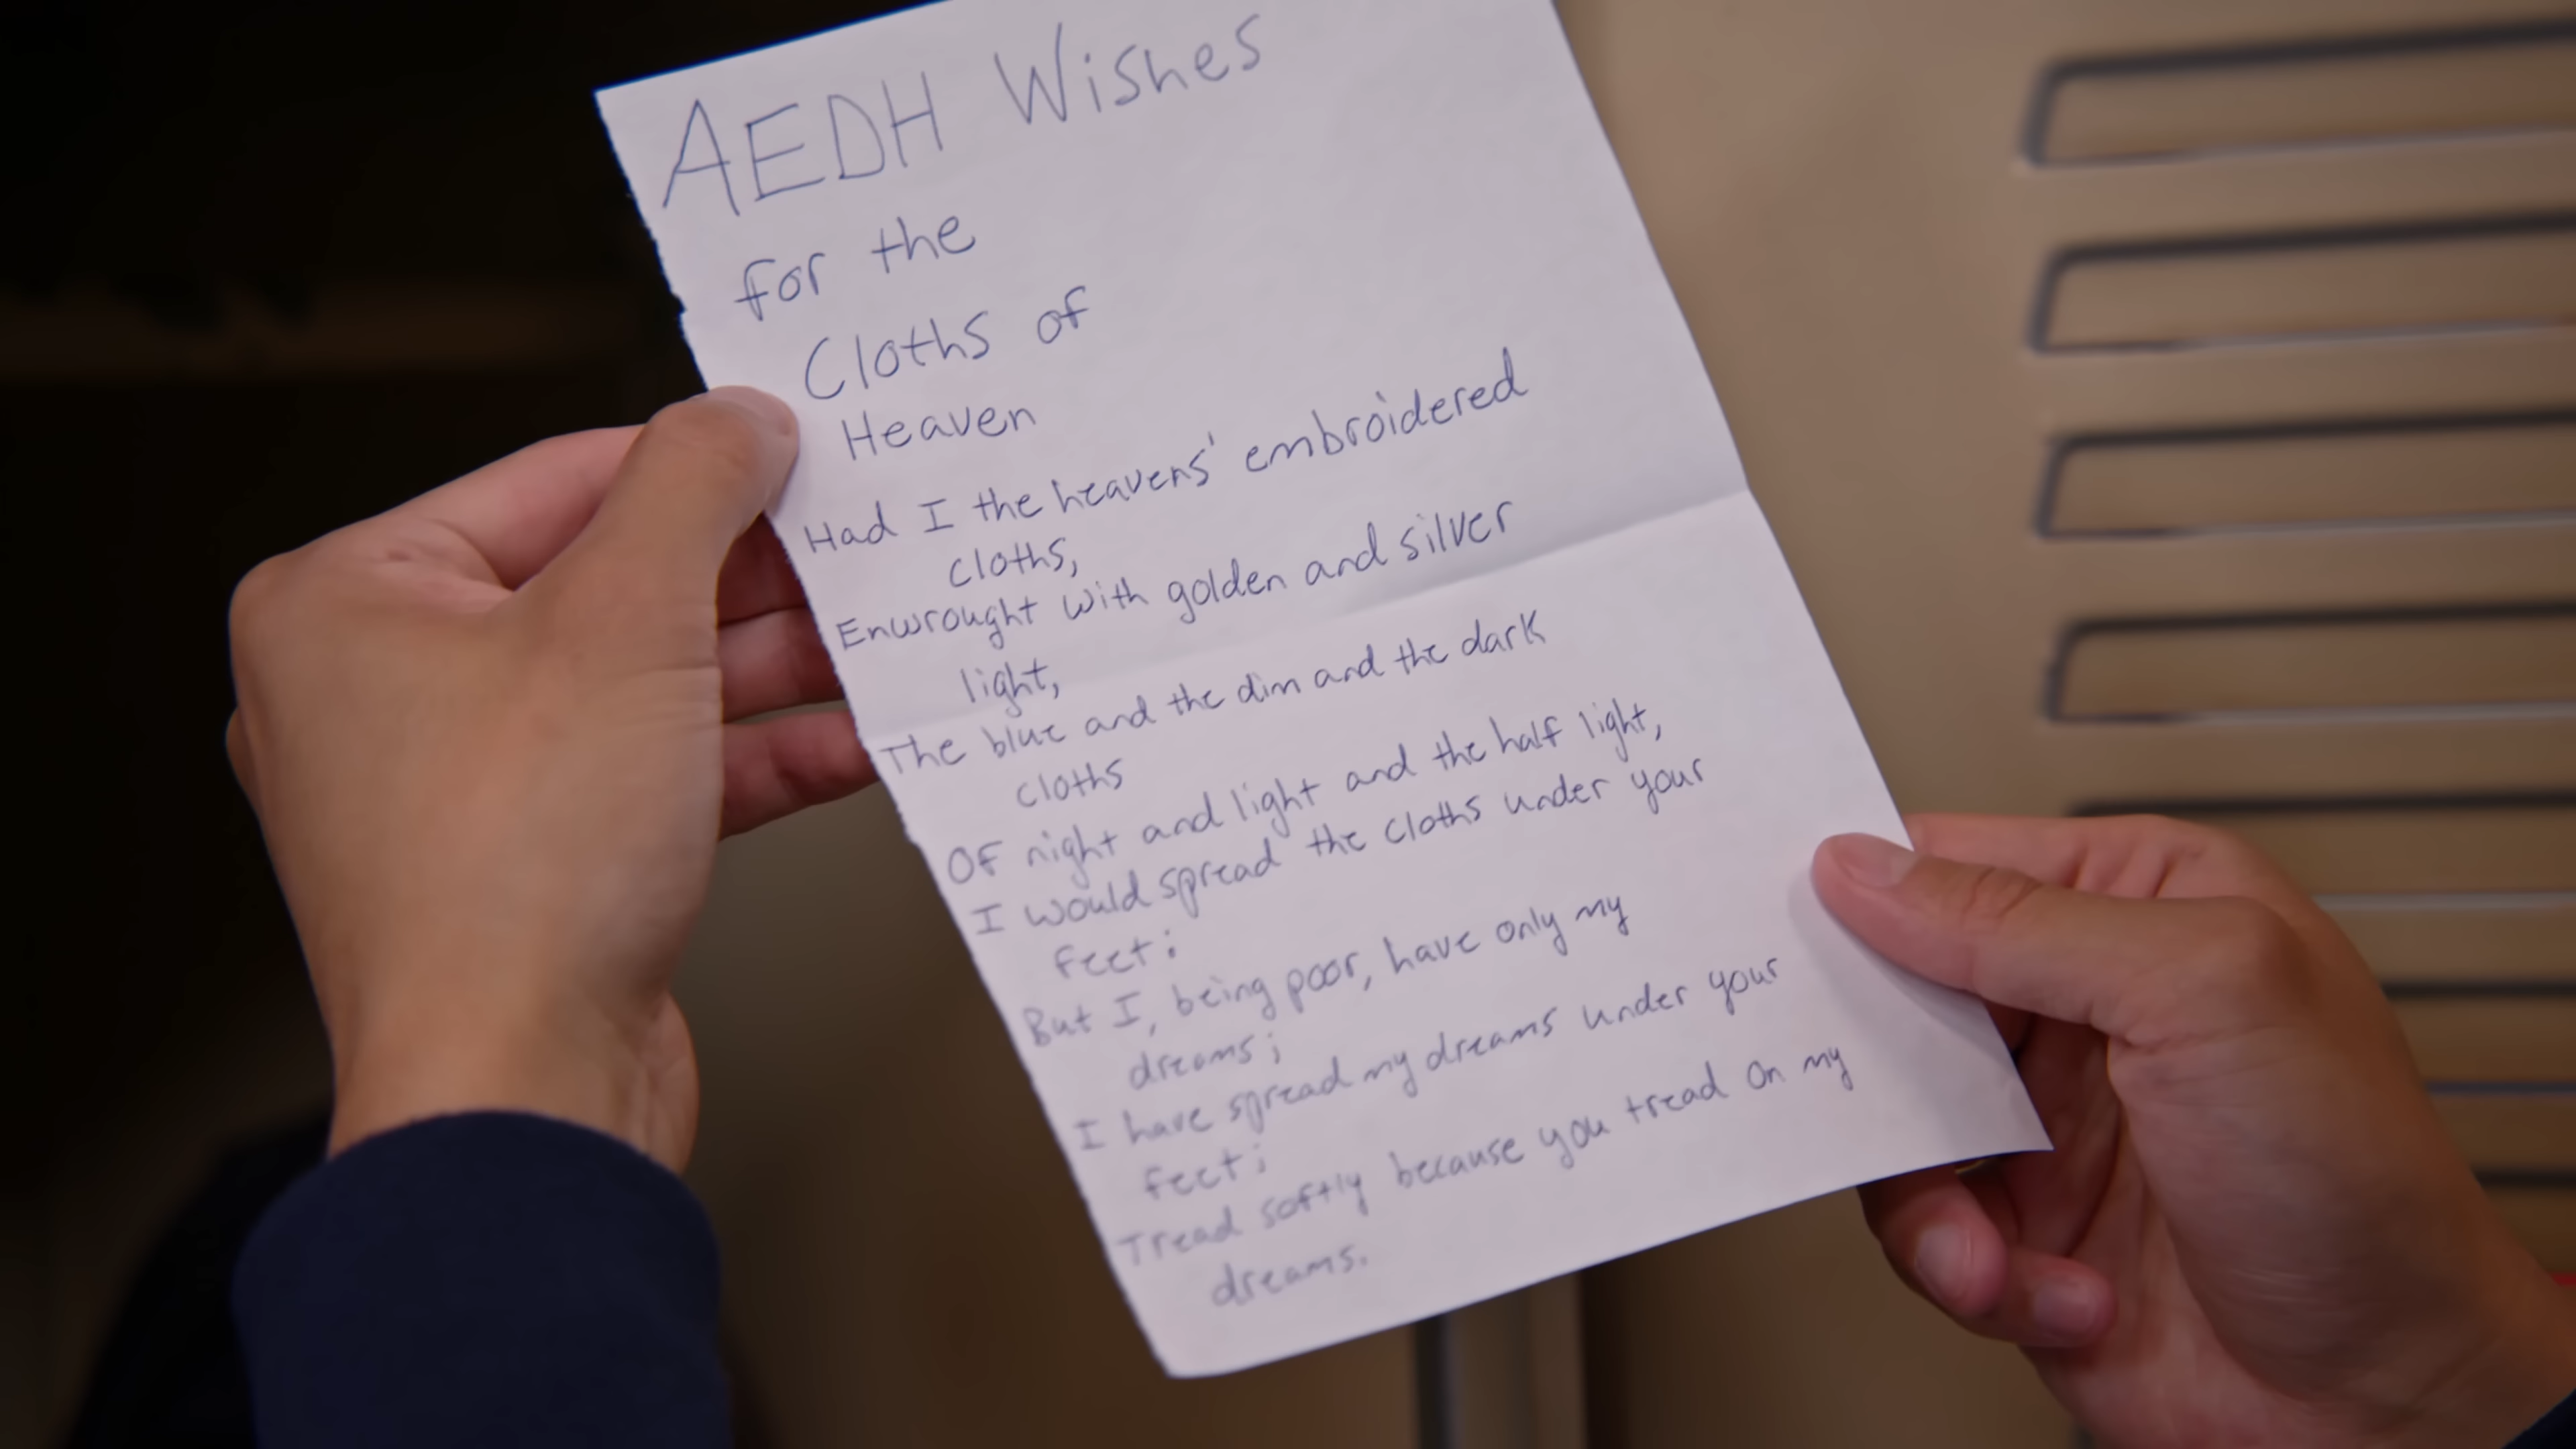 AEDH Wishes
for the
Cloths of
Heaven
Had I the heavens' embroidered
cloths,
Enwrought with golden and silver
light,
The blue and the dim and the dark
cloths
Of night and light and the half light,
I would spread the cloths under your
feet:
But I, being poor, have only my
dreams;
I have spread my dreams under your
feet;
Tread softly because you tread on my
dreams.